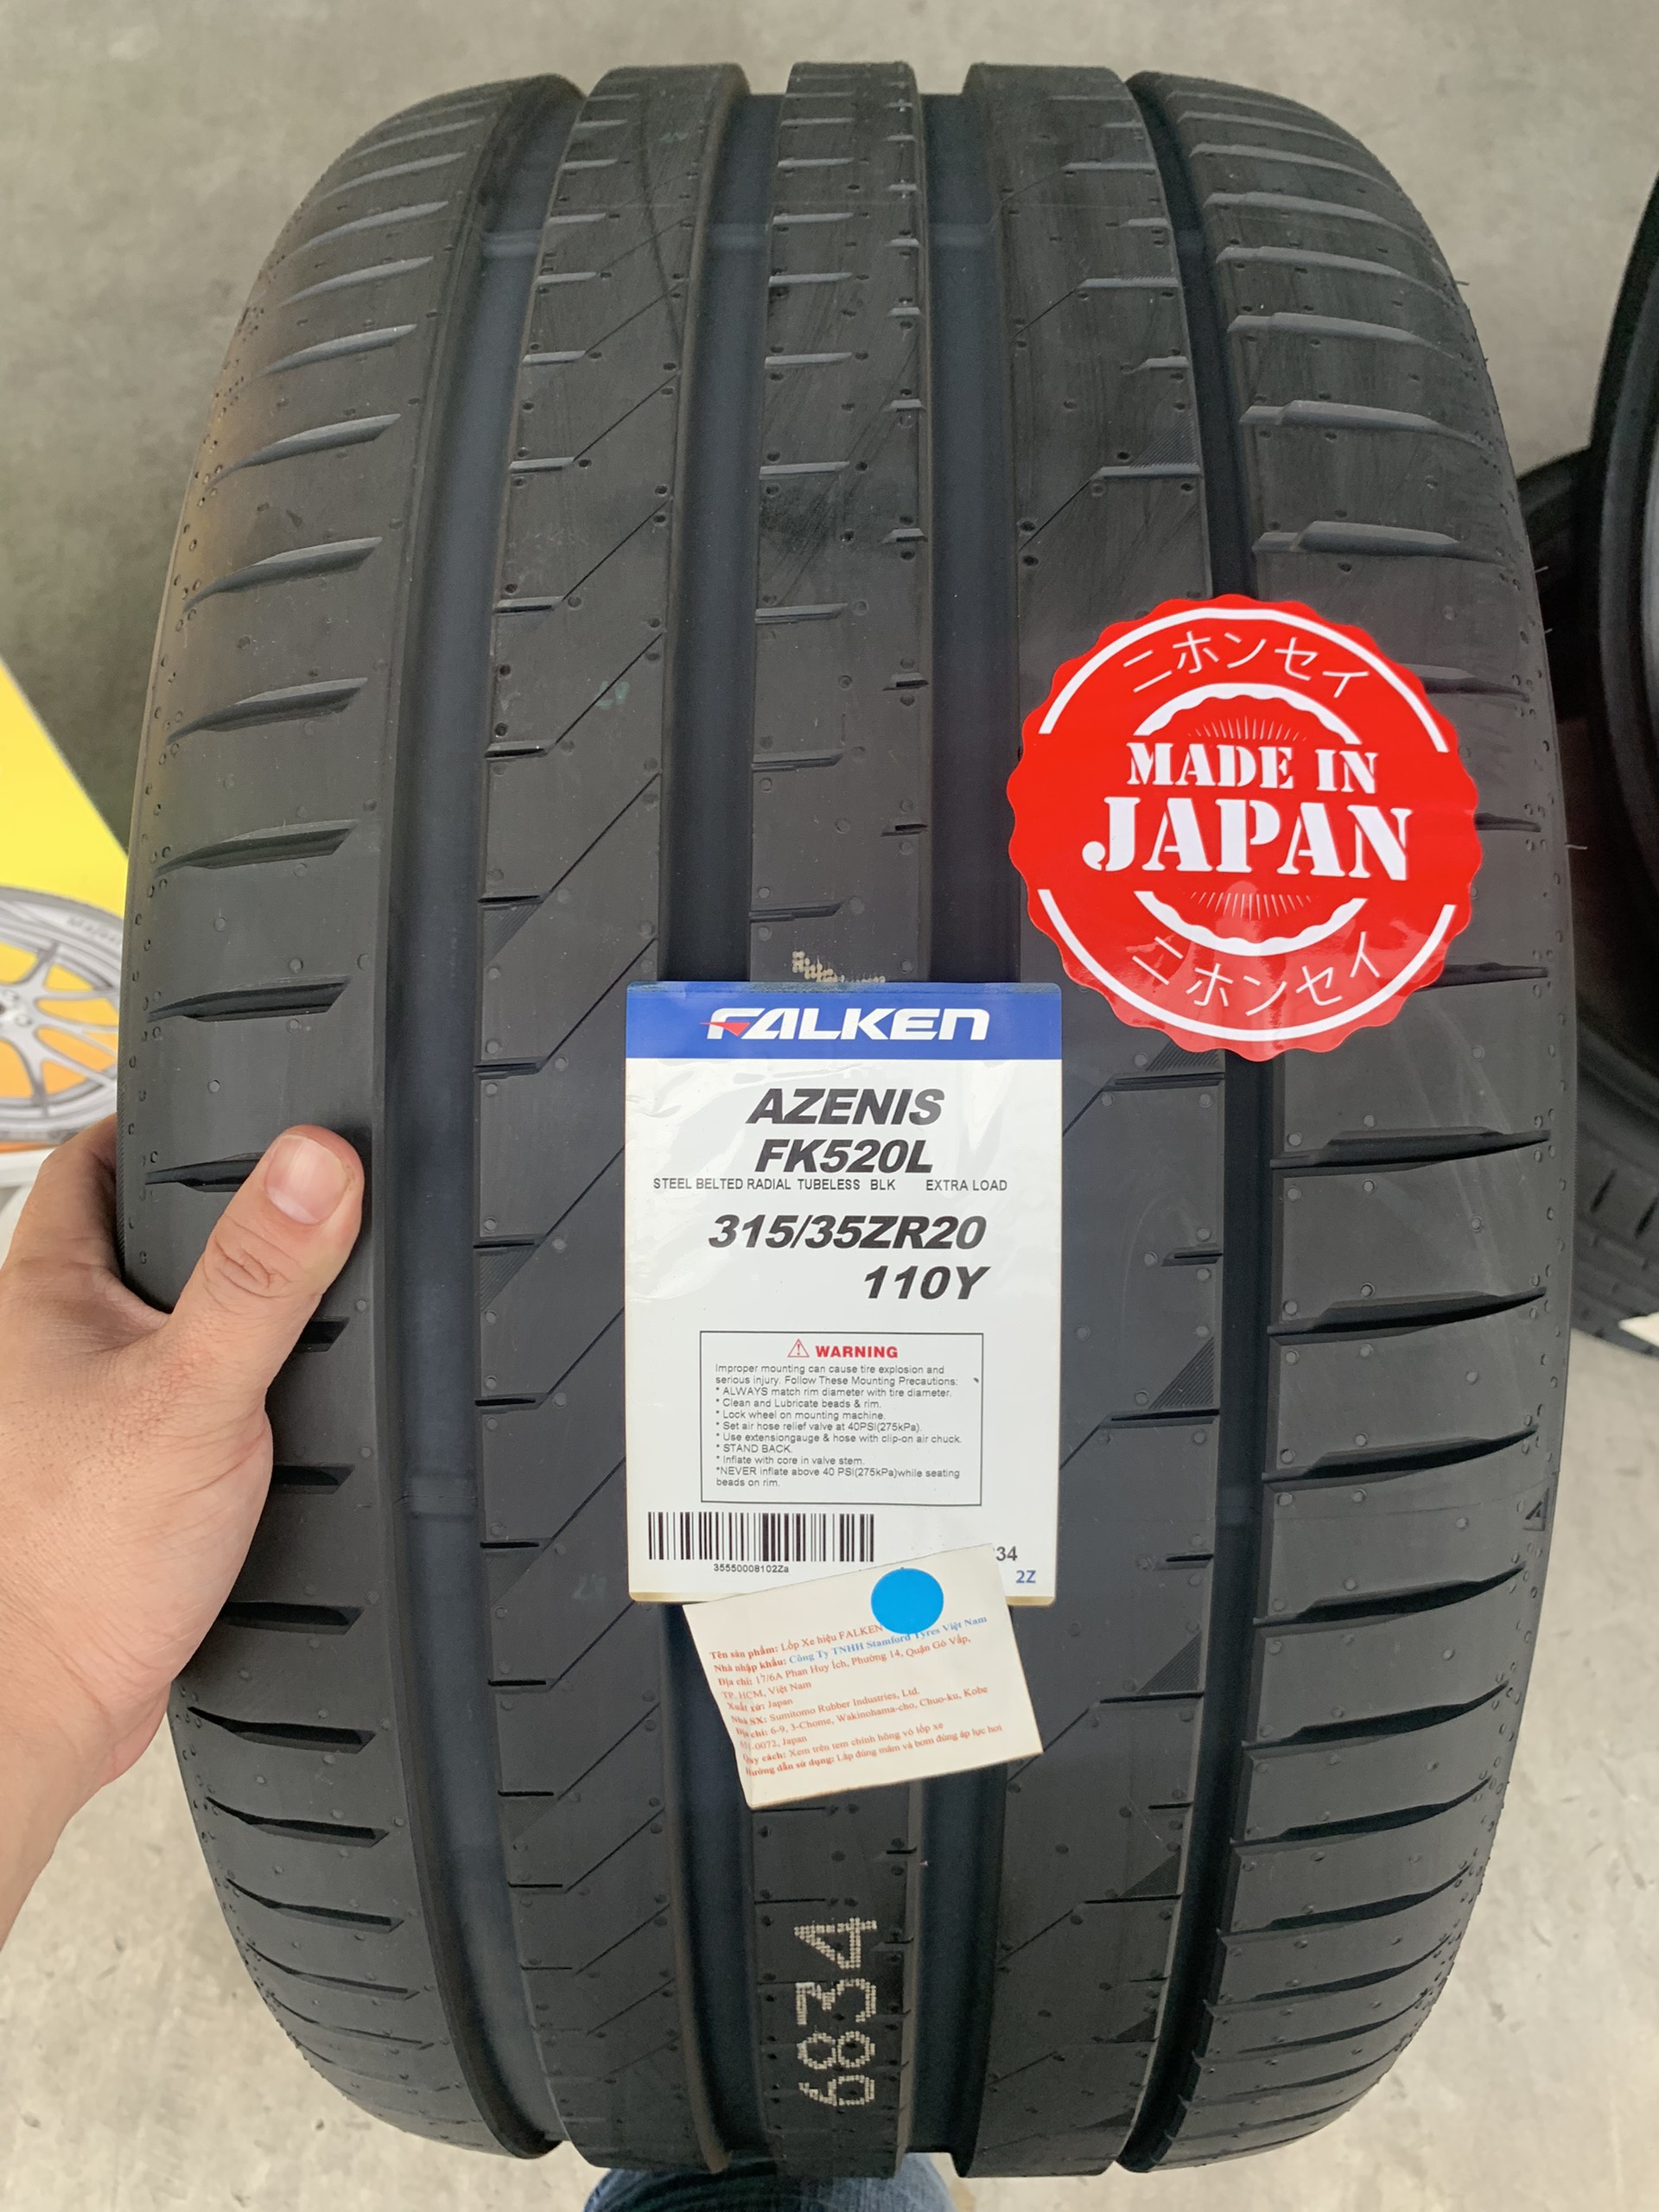 ニホンセイ
MADE IN
JAPAN
ニホンセイ
FALKEN
AZENIS
FK520L
STEEL BELTED RADIAL TUBELESS BLK EXTRA LOAD
315/35ZR20
110Y
WARNING
Improper mounting can cause tire explosion and
serious injury. Follow These Mounting Precautions:
* ALWAYS match rim diameter with tire diameter.
* Clean and Lubricate beads & rim.
* Lock wheel on mounting machine.
* Set air hose relief valve at 40PSI(275kPa).
* Use extensiongauge & hose with clip-on air chuck.
* STAND BACK.
* Inflate with core in valve stem.
*NEVER inflate above 40 PSI(275kPa)while seating
beads on rim.
35550008102Za
34
2Z
Tên sản phẩm: Lốp Xe hiệu FALKEN
Nhà nhập khẩu: Công Ty TNHH Stamford Tyres Việt Nam
Địa chỉ: 17/6A Phan Huy Ích, Phường 14, Quận Gò Vấp,
TP. HCM, Việt Nam
Xuất xứ: Japan
Nhà SX: Sumitomo Rubber Industries, Ltd.
Địa chỉ: 6-9, 3-Chome, Wakinohama-cho, Chuo-ku, Kobe
-0072, Japan
Quy cách: Xem trên tem chính hông vỏ lốp xe
Hướng dẫn sử dụng: Lắp đúng mâm và bơm đúng áp lực hơi
6834